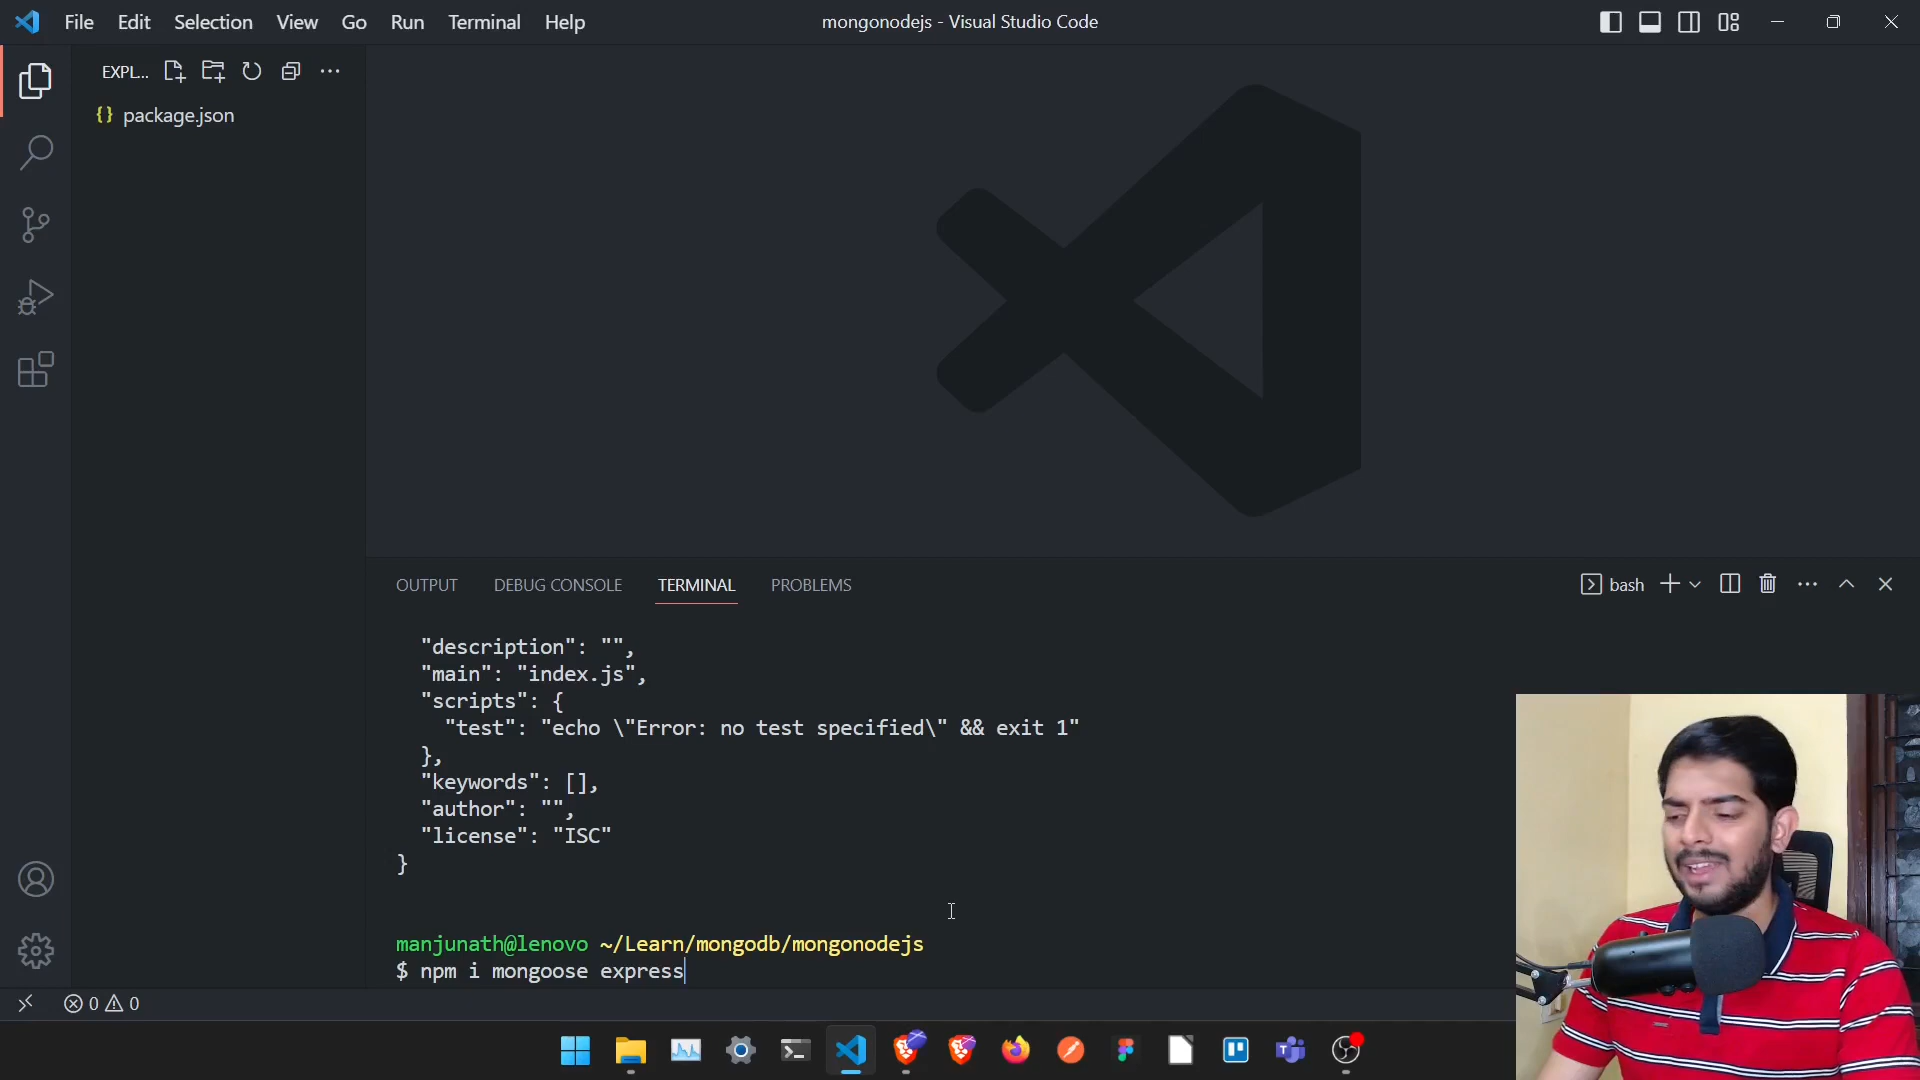 File Edit Selection View Go Run Terminal Help
mongonodejs - Visual Studio Code
EXPL...
{} package.json
OUTPUT DEBUG CONSOLE TERMINAL PROBLEMS
bash
"description": "",
"main": "index.js",
"scripts": {
"test": "echo \"Error: no test specified\" && exit 1"
},
"keywords": [],
"author": "",
"license": "ISC"
}
manjunath@lenovo ~/Learn/mongodb/mongonodejs
$ npm i mongoose express
0 0